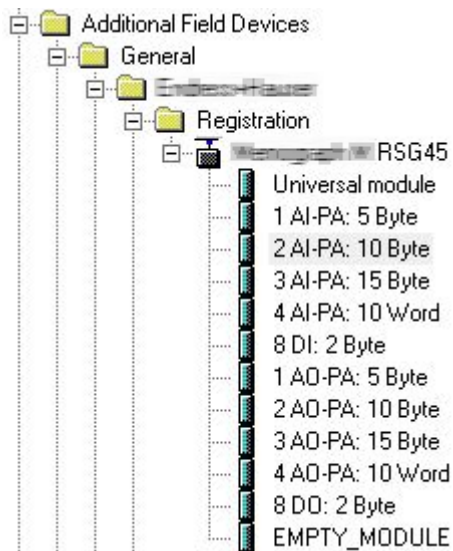 Additional Field Devices
General
Registration
RSG45
Universal module
1 AI-PA: 5 Byte
2 AI-PA: 10 Byte
3 AI-PA: 15 Byte
4 AI-PA: 10 Word
8 DI: 2 Byte
1 AO-PA: 5 Byte
2 AO-PA: 10 Byte
3 AO-PA: 15 Byte
4 AO-PA: 10 Word
8 DO: 2 Byte
EMPTY_MODULE